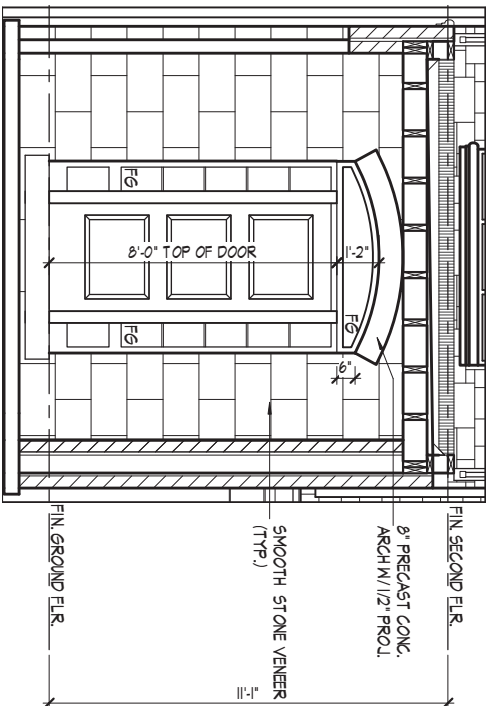 FIN. SECOND FLR.
8" PRECAST CONC.
ARCH W/ 1/2" PROJ.
1'-2"
FG
6"
8'-0" TOP OF DOOR
FG
FG
SMOOTH STONE VENEER
(TYP.)
11'-1"
FIN. GROUND FLR.